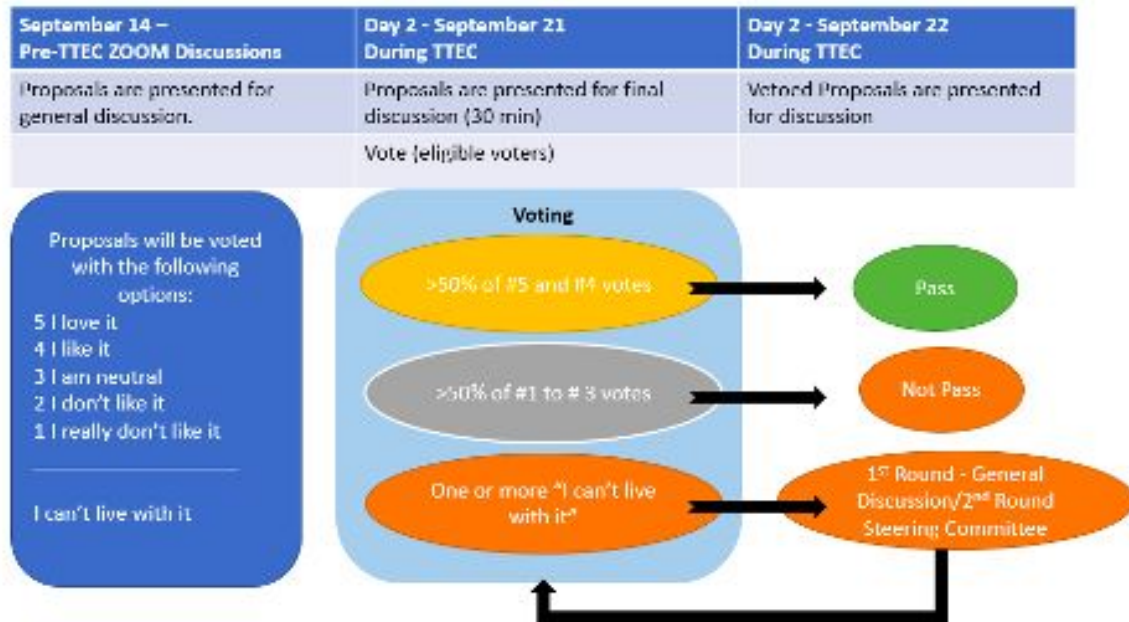 September 14 –
Pre-TTEC ZOOM Discussions
Day 2 - September 21
During TTEC
Day 2 - September 22
During TTEC
Proposals are presented for
general discussion.
Proposals are presented for final
discussion (30 min)
Vetoed Proposals are presented
for discussion
Vote (eligible voters)
Proposals will be voted
with the following
options:
5 I love it
4 I like it
3 I am neutral
2 I don't like it
1 I really don't like it
I can't live with it
Voting
>50% of #5 and #4 votes
Pass
>50% of #1 to # 3 votes
Not Pass
One or more "I can't live
with it"
1ST Round - General
Discussion/2nd Round
Steering Committee